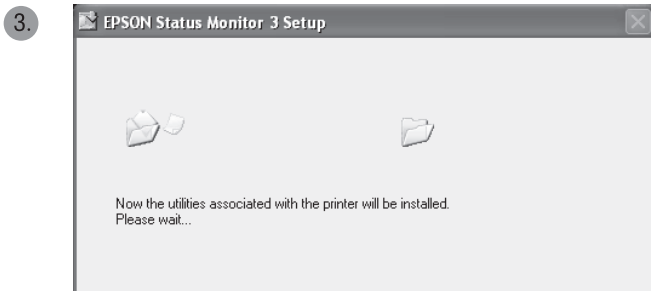 3.
EPSON Status Monitor 3 Setup
Now the utilities associated with the printer will be installed.
Please wait...